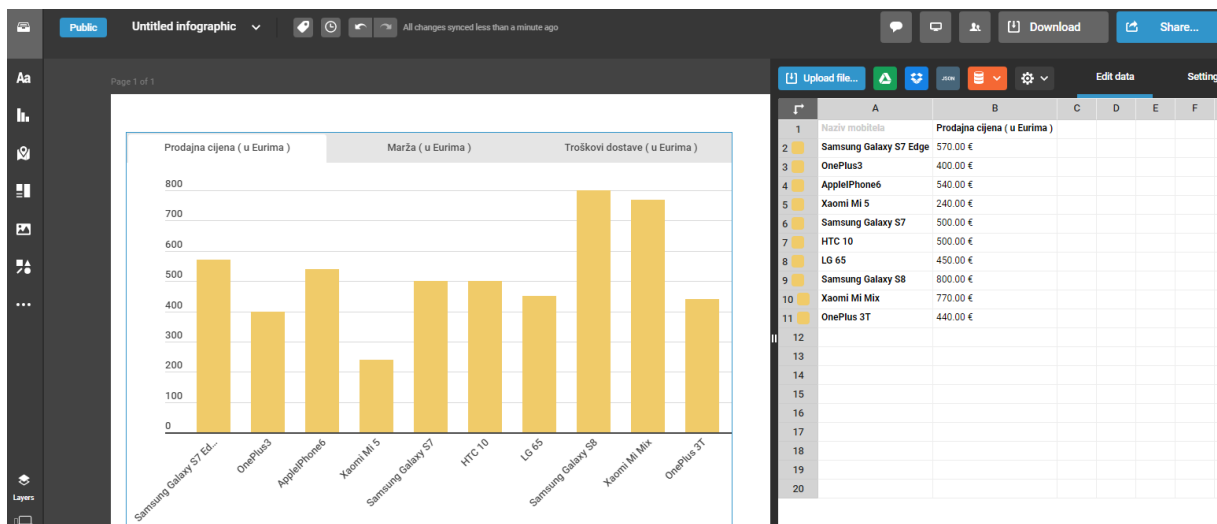 Public Untitled infographic All changes synced less than a minute ago Download Share...
Aa
Page 1 of 1
Prodajna cijena ( u Eurima ) Marža ( u Eurima ) Troškovi dostave ( u Eurima )
800
700
600
500
400
300
200
100
0
Samsung Galaxy S7 Ed... OnePlus3 ApplelPhone6 Xaomi Mi 5 Samsung Galaxy S7 HTC 10 LG 65 Samsung Galaxy S8 Xaomi Mi Mix OnePlus 3T
Layers
Upload file... JSON Edit data Setting
A B C D E F
1 Naziv mobitela Prodajna cijena ( u Eurima )
2 Samsung Galaxy S7 Edge 570.00 €
3 OnePlus3 400.00 €
4 ApplelPhone6 540.00 €
5 Xaomi Mi 5 240.00 €
6 Samsung Galaxy S7 500.00 €
7 HTC 10 500.00 €
8 LG 65 450.00 €
9 Samsung Galaxy S8 800.00 €
10 Xaomi Mi Mix 770.00 €
11 OnePlus 3T 440.00 €
12
13
14
15
16
17
18
19
20